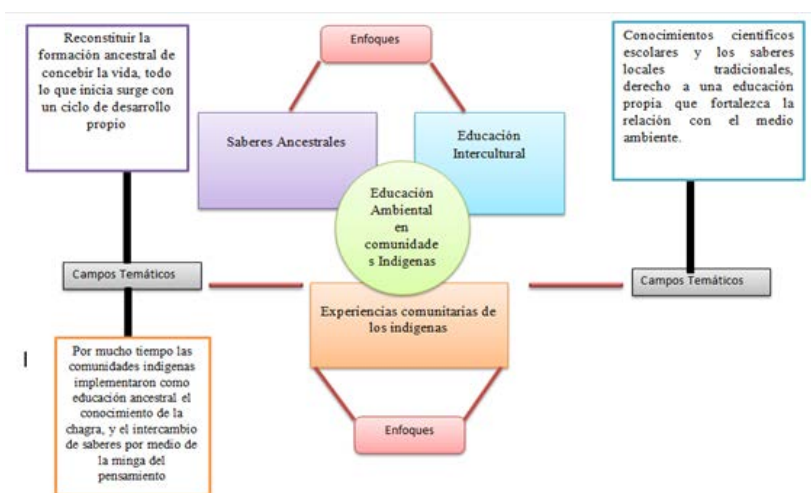 Reconstituir la
formación ancestral de
concebir la vida, todo
lo que inicia surge con
un ciclo de desarrollo
propio
Enfoques
Conocimientos científicos
escolares y los saberes
locales tradicionales,
derecho a una educación
propia que fortalezca la
relación con el medio
ambiente.
Saberes Ancestrales
Educación
Intercultural
Educación
Ambiental
en
comunidade
s Indígenas
Campos Temáticos
Campos Temáticos
Experiencias comunitarias de
los indígenas
Por mucho tiempo las
comunidades indígenas
implementaron como
educación ancestral el
conocimiento de la
chagra, y el intercambio
de saberes por medio de
la minga del
pensamiento
Enfoques